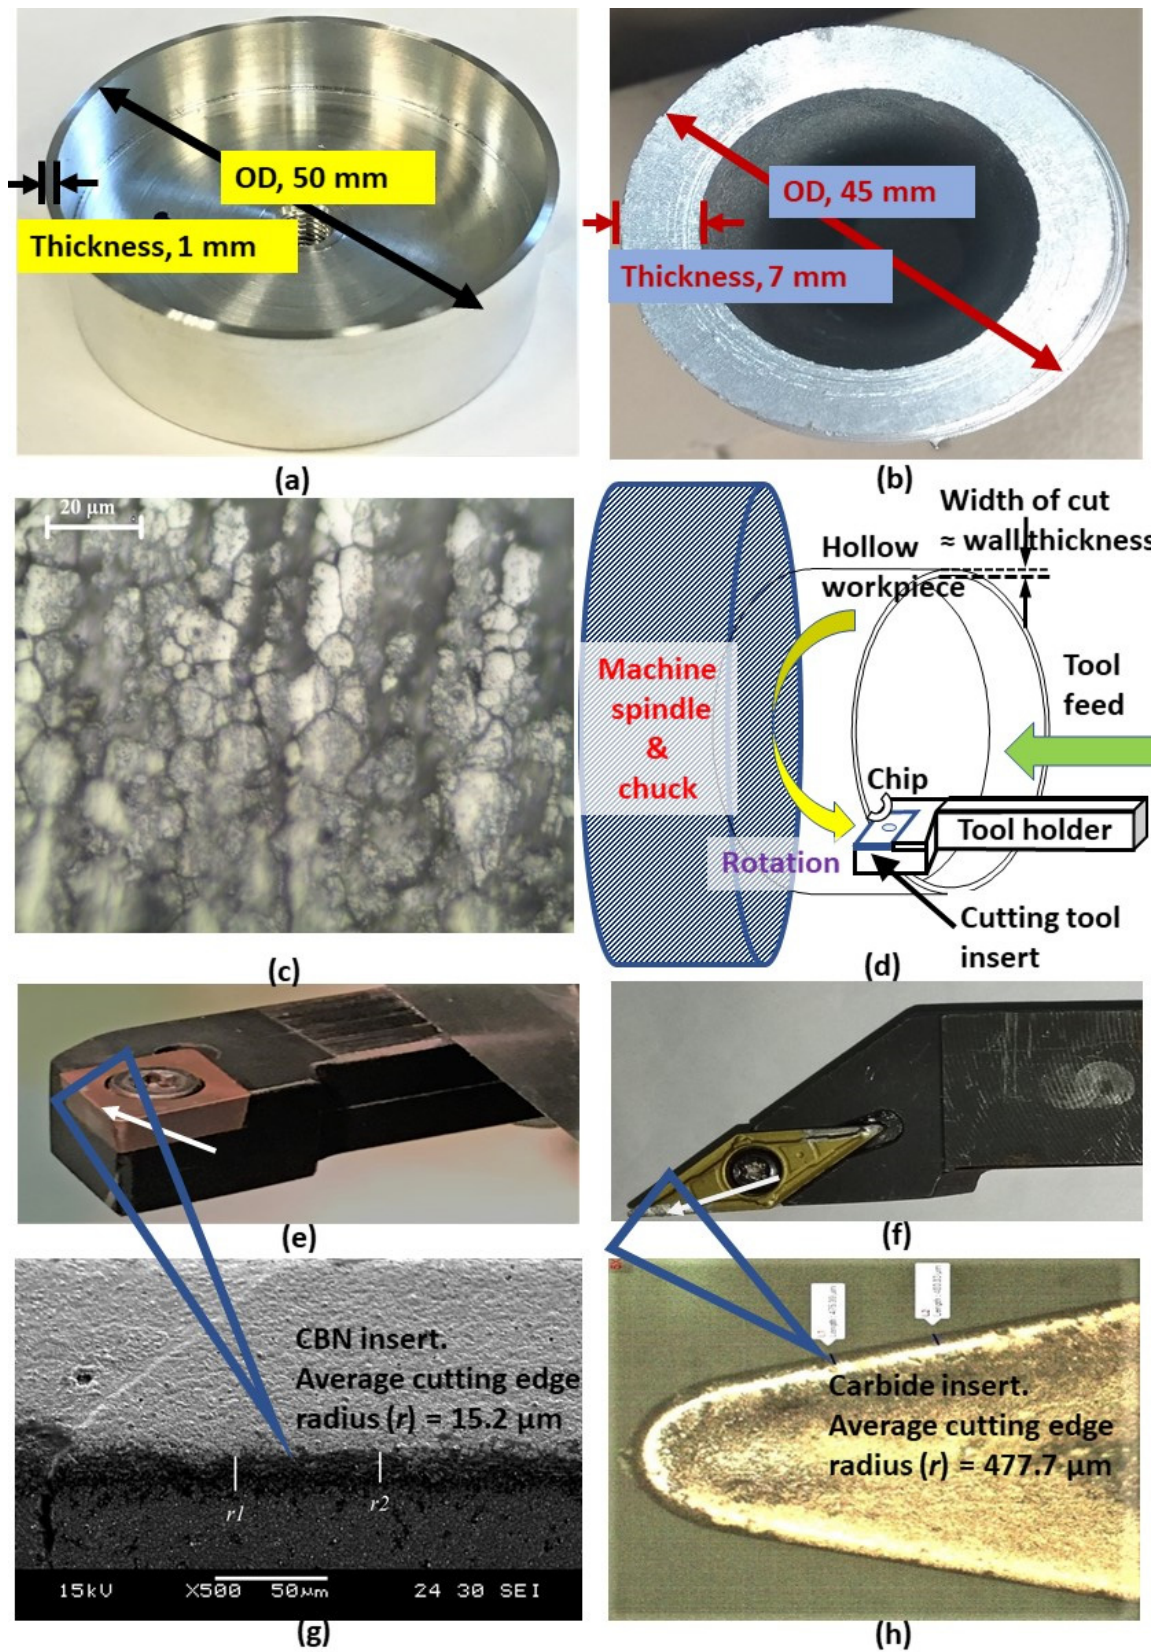 OD, 50 mm
Thickness, 1 mm
(a)
OD, 45 mm
Thickness, 7 mm
(b)
20 µm
(c)
Width of cut
≈ wall thickness
Hollow
workpiece
Machine
spindle
&
chuck
Tool
feed
Chip
Tool holder
Rotation
Cutting tool
insert
(d)
(e)
(f)
CBN insert.
Average cutting edge
radius (r) = 15.2 µm
r1
r2
15kV X500 50µm 24 30 SEI
(g)
L1
L2
Carbide insert.
Average cutting edge
radius (r) = 477.7 µm
(h)